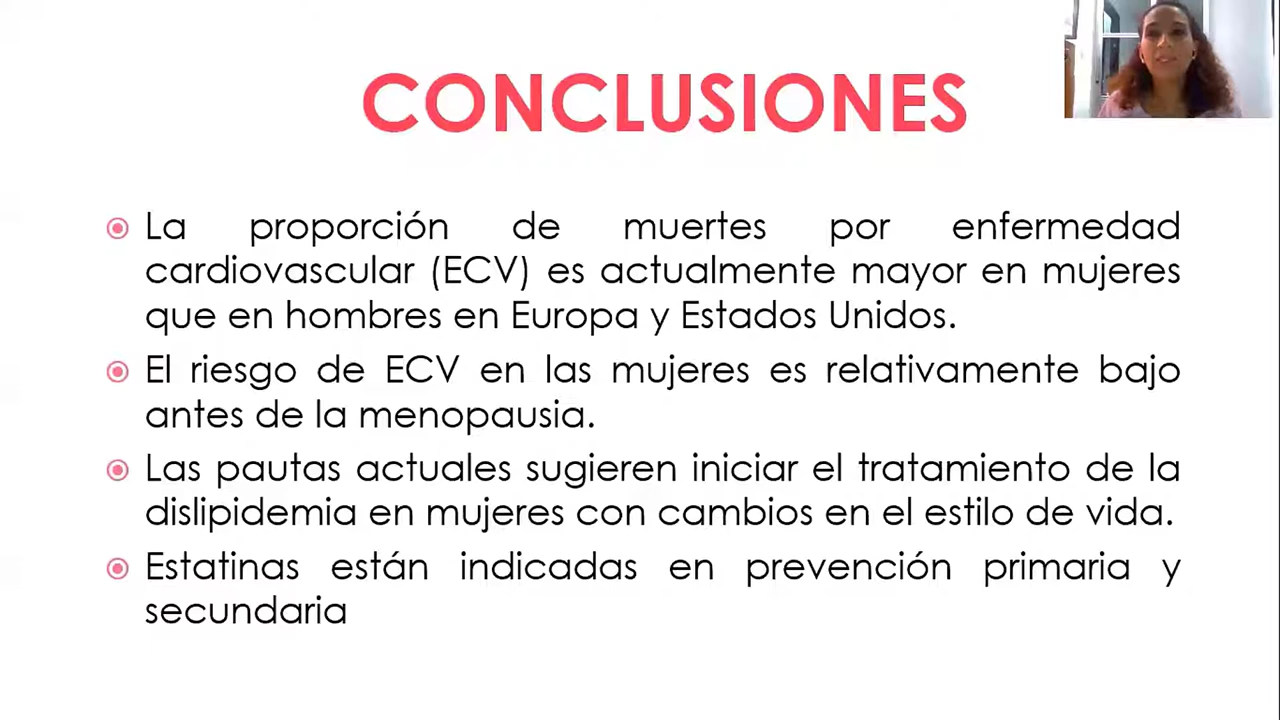 CONCLUSIONES
La proporción de muertes por enfermedad
cardiovascular (ECV) es actualmente mayor en mujeres
que en hombres en Europa y Estados Unidos.
El riesgo de ECV en las mujeres es relativamente bajo
antes de la menopausia.
Las pautas actuales sugieren iniciar el tratamiento de la
dislipidemia en mujeres con cambios en el estilo de vida.
Estatinas están indicadas en prevención primaria y
secundaria